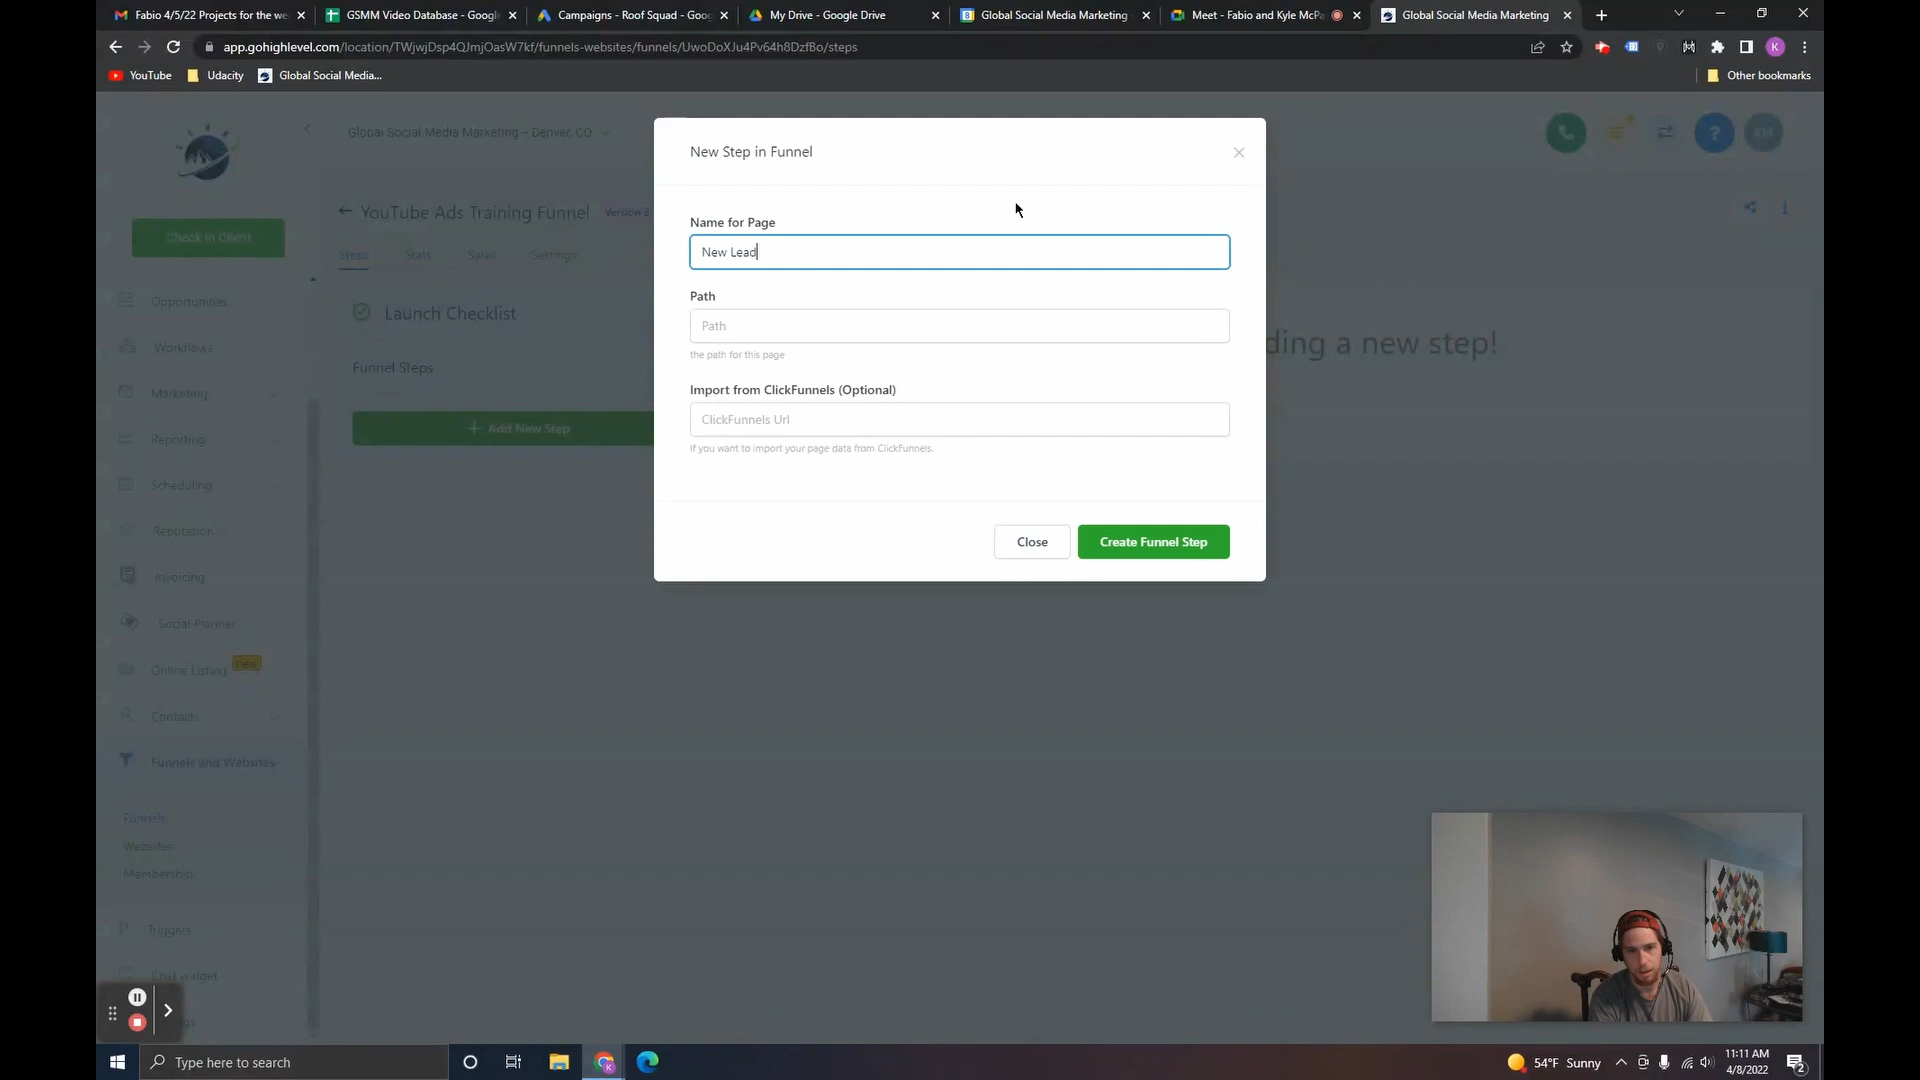 Fabio 4/5/22 Projects for the we
GSMM Video Database - Googl
Campaigns - Roof Squad - Goog
My Drive - Google Drive
Global Social Media Marketing
Meet - Fabio and Kyle McPa
Global Social Media Marketing
app.gohighlevel.com/location/TWjwjDsp4QJmjOasW7kf/funnels-websites/funnels/UwoDoXJu4Pv64h8DzfBo/steps
K
YouTube
Udacity
Global Social Media...
Other bookmarks
Global Social Media Marketing – Denver, CO
KM
Check In Client
YouTube Ads Training Funnel
Version 2
Steps
Stats
Sales
Settings
Opportunities
Workflows
Marketing
Reporting
Scheduling
Reputation
Invoicing
Social Planner
Online Listing
new
Contacts
Funnels and Websites
Funnels
Websites
Membership
Triggers
Chat widget
Launch Checklist
Funnel Steps
+ Add New Step
ding a new step!
New Step in Funnel
Name for Page
New Lead
Path
Path
the path for this page
Import from ClickFunnels (Optional)
ClickFunnels Url
If you want to import your page data from ClickFunnels.
Close
Create Funnel Step
Type here to search
54°F Sunny
11:11 AM
4/8/2022
2